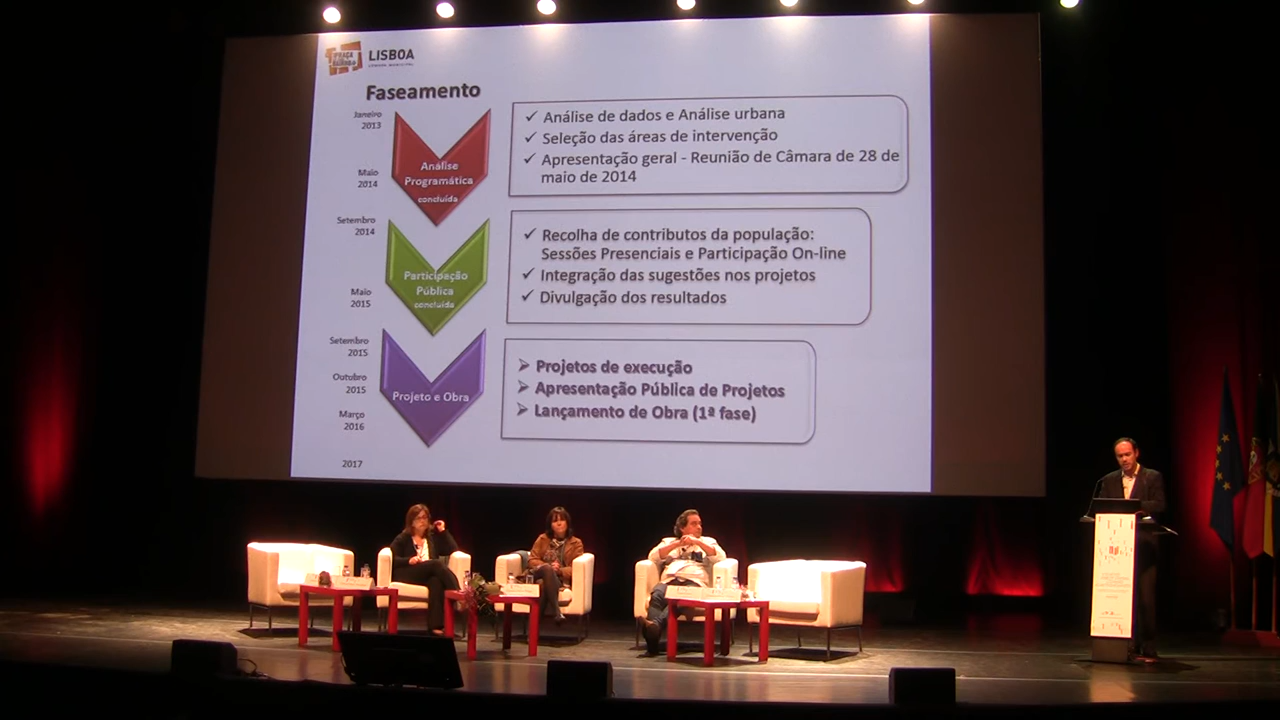 LISBOA
Faseamento
Janeiro
2013
Análise
Programática
concluída
Maio
2014
Análise de dados e Análise urbana
Seleção das áreas de intervenção
Apresentação geral - Reunião de Câmara de 28 de
maio de 2014
Setembro
2014
Participação
Pública
concluída
Maio
2015
Recolha de contributos da população:
Sessões Presenciais e Participação On-line
Integração das sugestões nos projetos
Divulgação dos resultados
Setembro
2015
Outubro
2015
Projeto e Obra
Março
2016
2017
Projetos de execução
Apresentação Pública de Projetos
Lançamento de Obra (1ª fase)